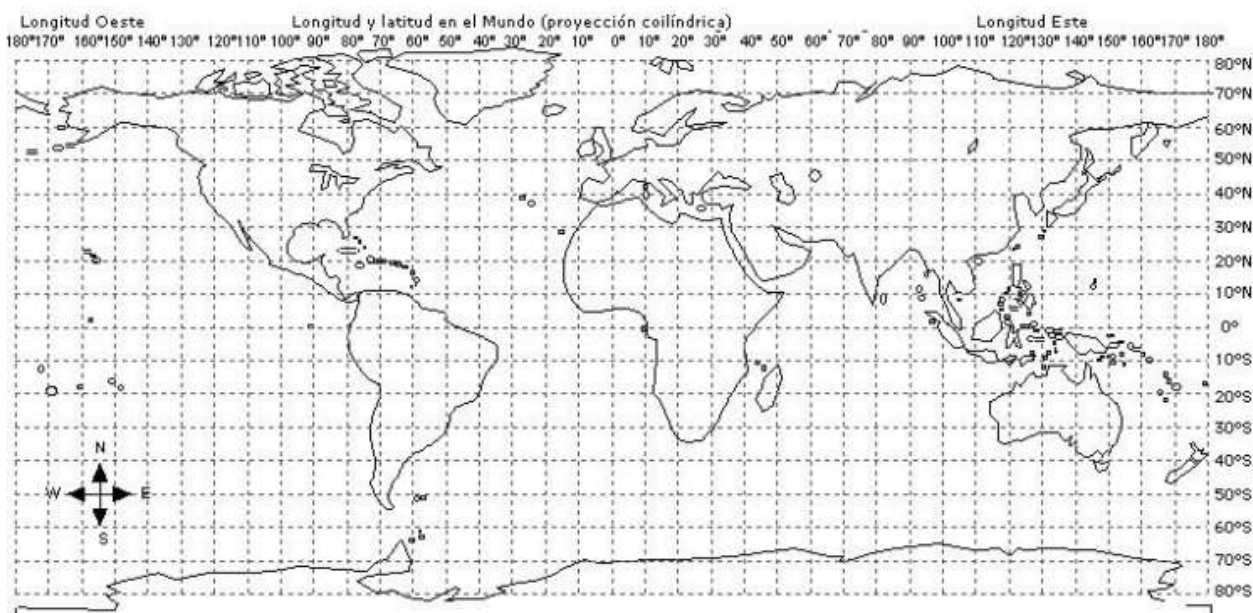 Longitud Oeste Longitud y latitud en el Mundo (proyección coilíndrica) Longitud Este
180°170° 160°150° 140° 130° 120° 110° 100° 90° 80°70° 60° 50° 40° 30° 20° 10° 0° 10° 20° 30° 40° 50° 60° 70° 80° 90° 100° 110° 120°130° 140° 150°160° 170° 180°
80°N
70°N
60°N
50°N
40°N
30°N
20°N
10°N
0°
10°S
20°S
30°S
40°S
50°S
60°S
70°S
80°S
N
W E
S